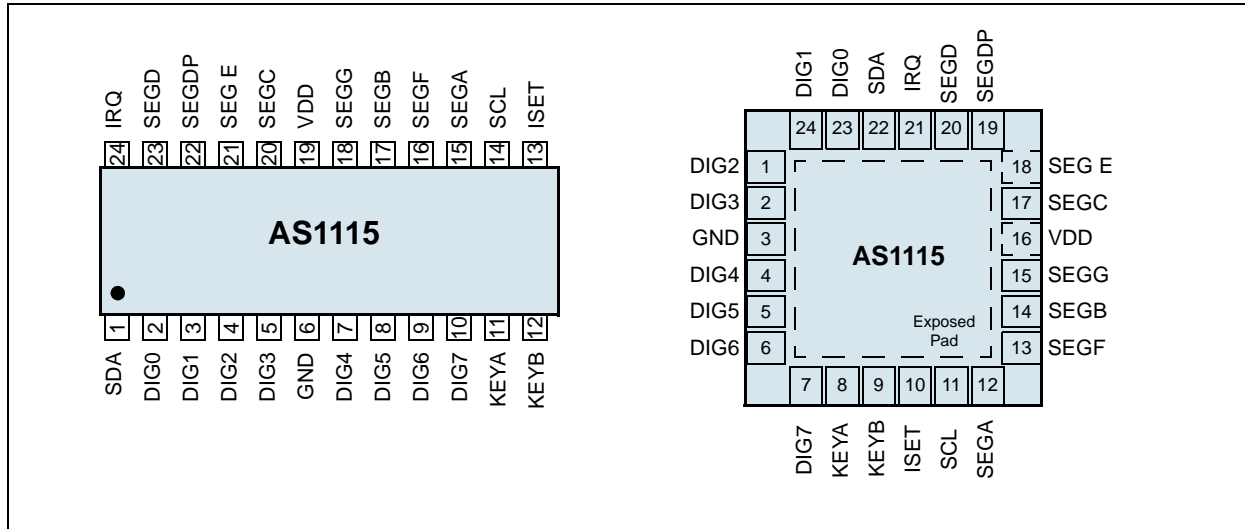 IRQ SEGD SEGDP SEG E SEGC VDD SEGG SEGB SEGF SEGA SCL ISET
24 23 22 21 20 19 18 17 16 15 14 13
AS1115
1 2 3 4 5 6 7 8 9 10 11 12
SDA DIG0 DIG1 DIG2 DIG3 GND DIG4 DIG5 DIG6 DIG7 KEYA KEYB
DIG1 DIG0 SDA IRQ SEGD SEGDP
24 23 22 21 20 19
DIG2 1 18 SEG E
DIG3 2 17 SEGC
GND 3 16 VDD
AS1115
DIG4 4 15 SEGG
DIG5 5 14 SEGB
Exposed
Pad
DIG6 6 13 SEGF
7 8 9 10 11 12
DIG7 KEYA KEYB ISET SCL SEGA